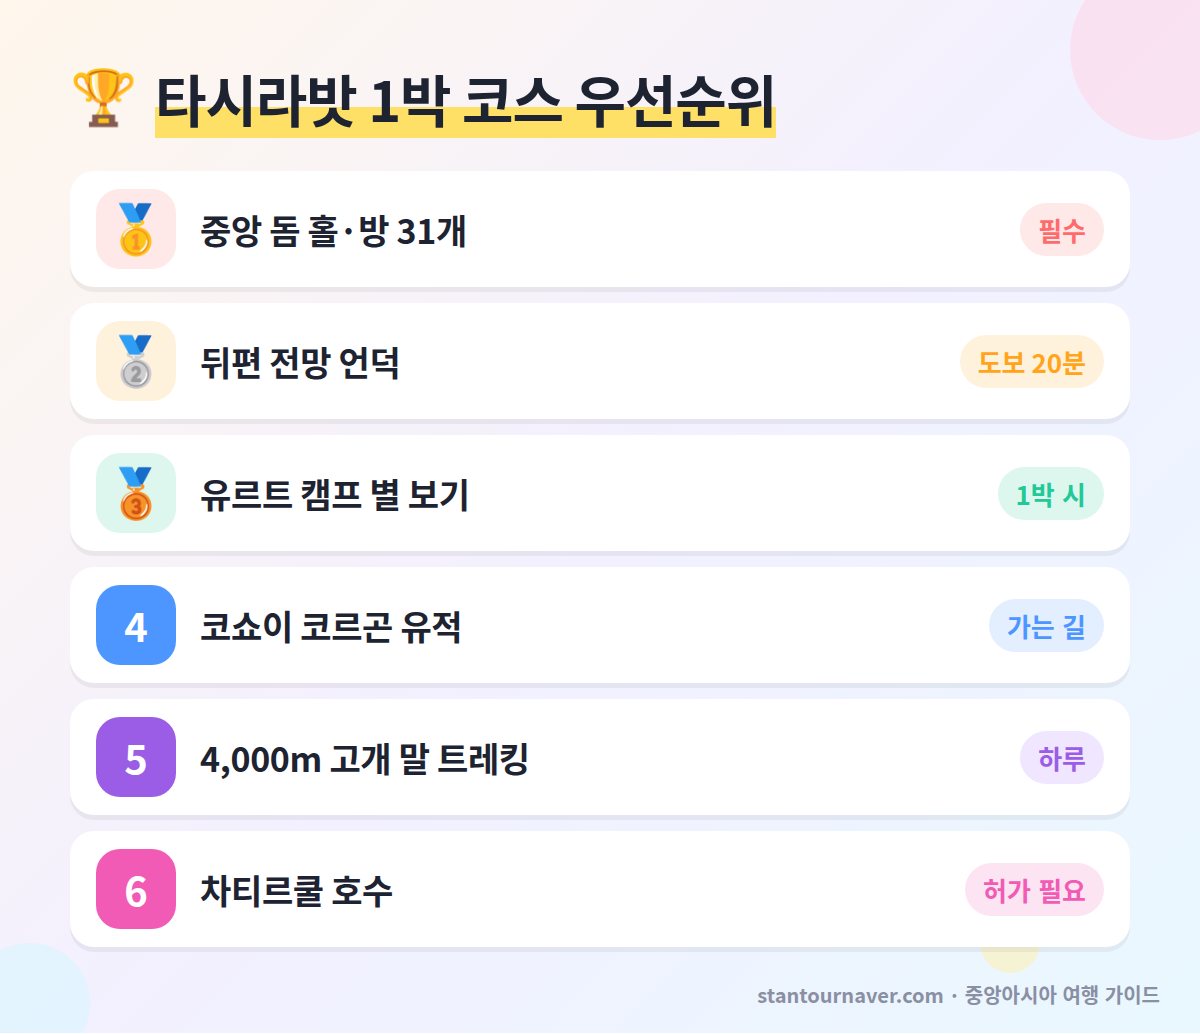 타시라밧 1박 코스 우선순위
1 중앙 돔 홀·방 31개 필수
2 뒤편 전망 언덕 도보 20분
3 유르트 캠프 별 보기 1박 시
4 코쇼이 코르곤 유적 가는 길
5 4,000m 고개 말 트레킹 하루
6 차티르쿨 호수 허가 필요
stantournaver.com · 중앙아시아 여행 가이드